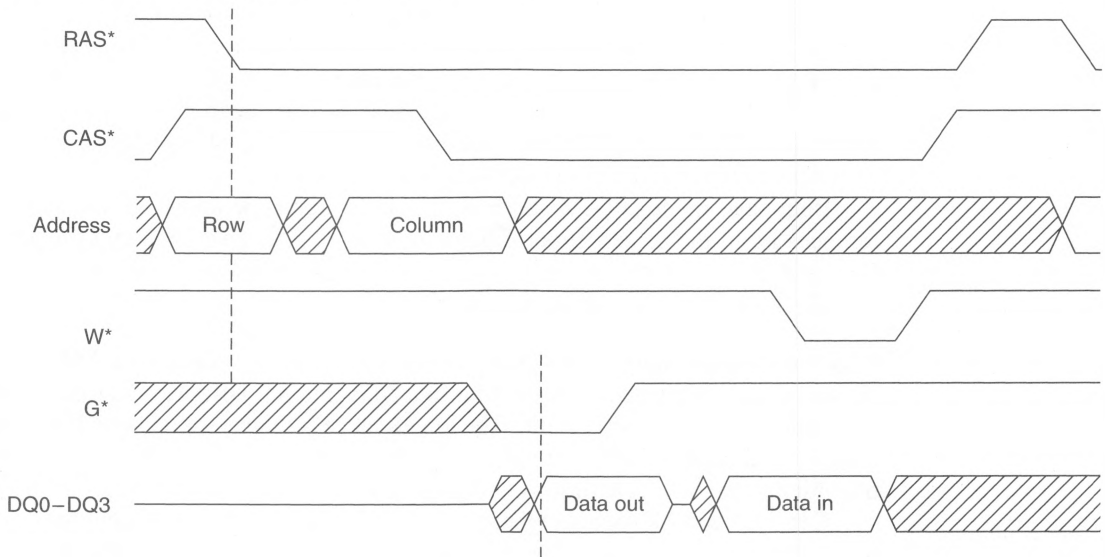 RAS*
CAS*
Address Row Column
W*
G*
DQ0–DQ3 Data out Data in